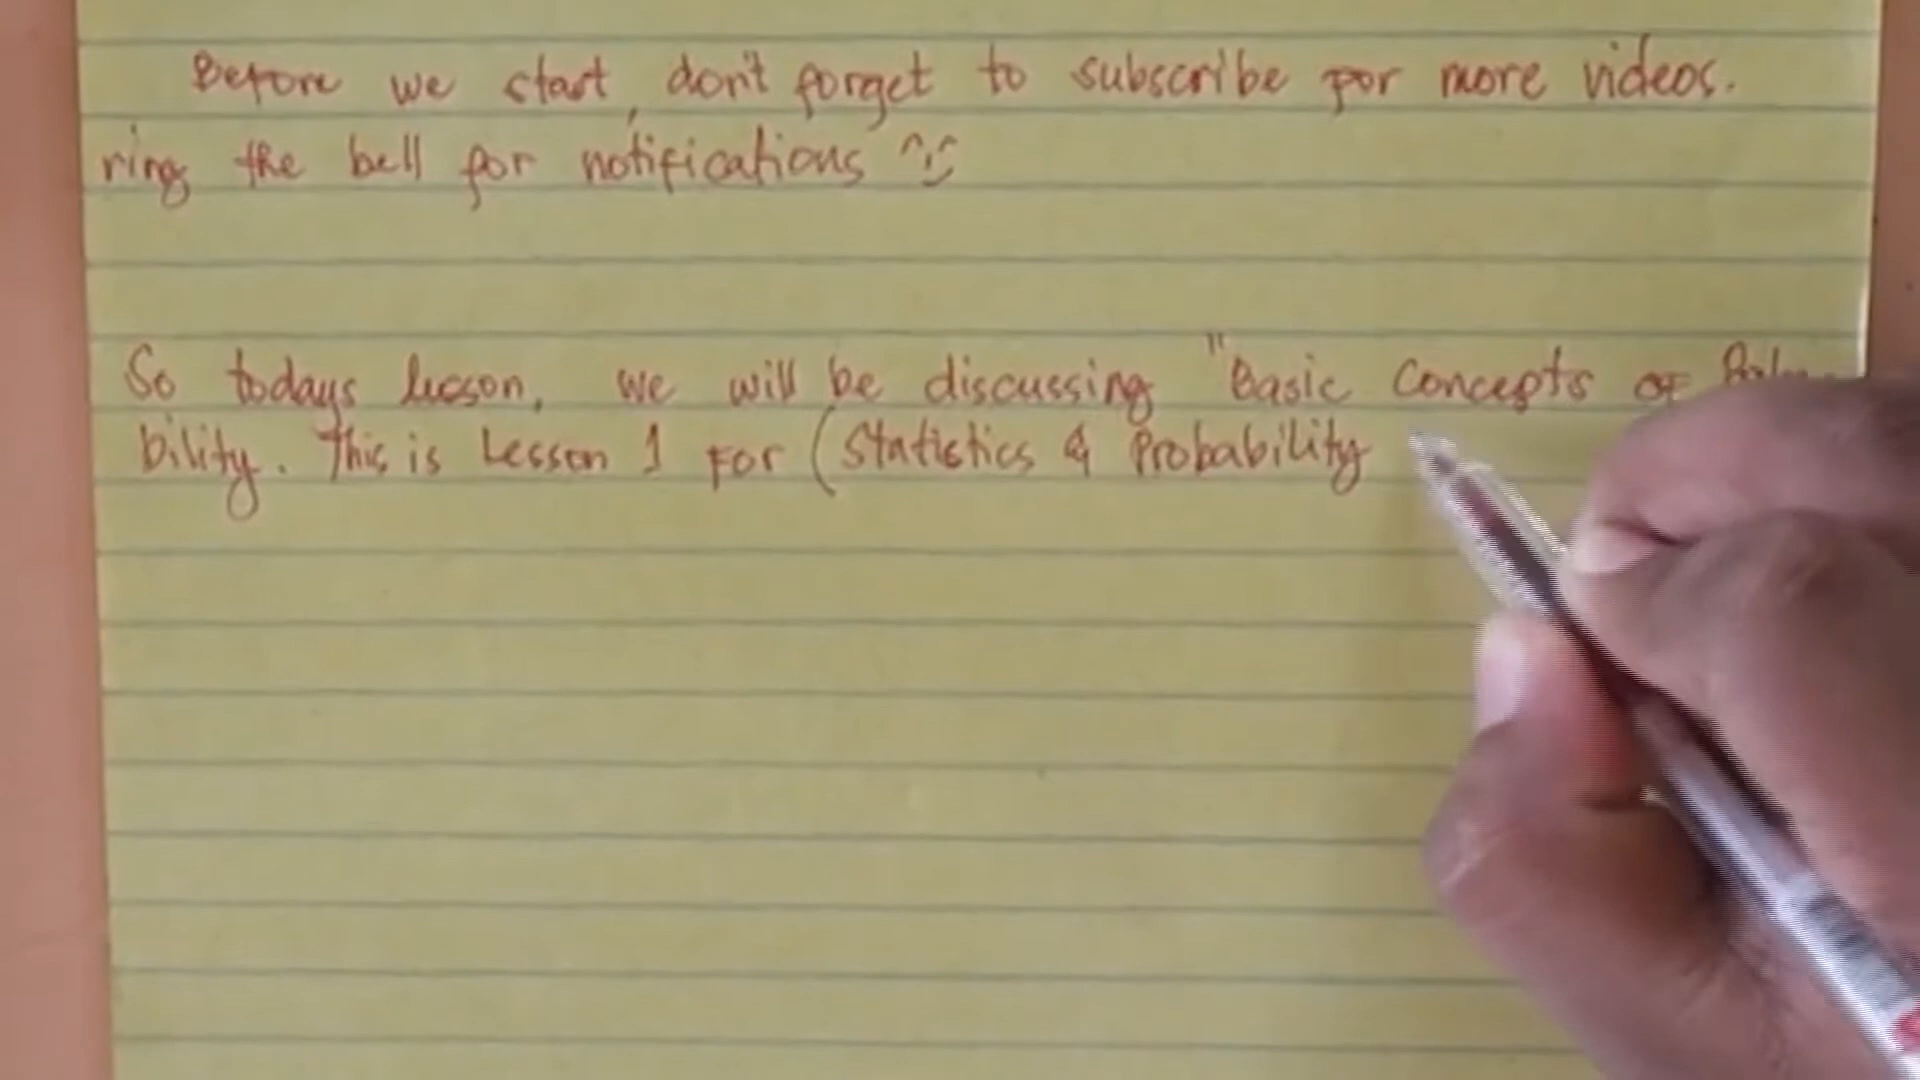 Before we start, don't forget to subscribe for more videos.
ring the bell for notifications
So todays lesson, we will be discussing "Basic Concepts of
bility. This is Lesson 1 For (Statistics & Probability